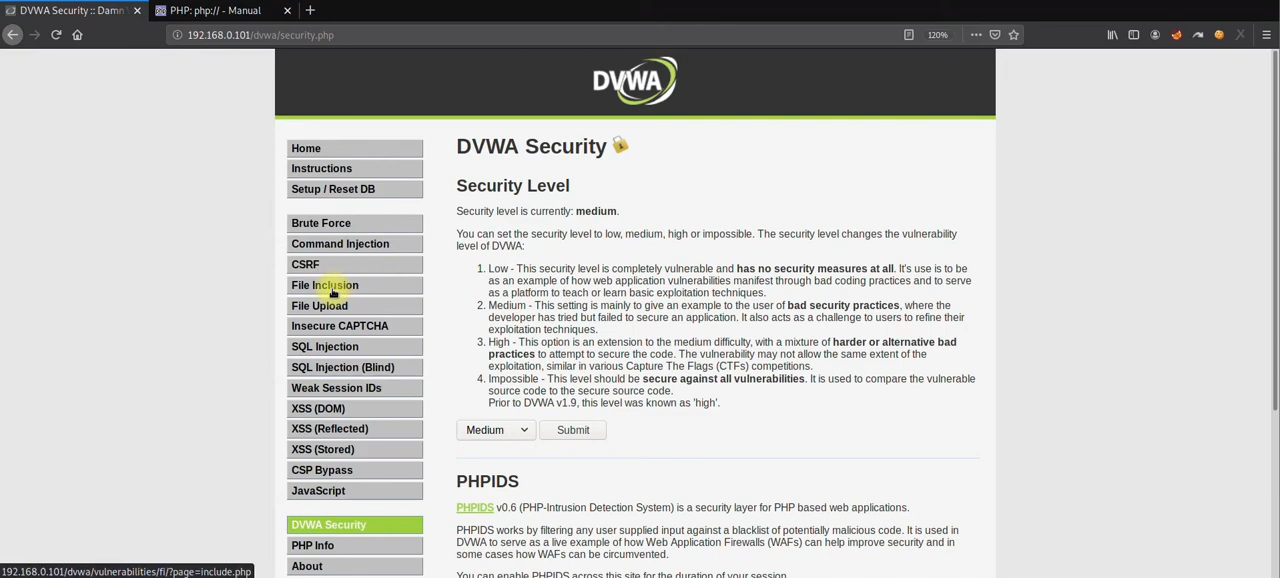 DVWA Security :: Damn
PHP: php:// - Manual
192.168.0.101/dvwa/security.php
120%
DVWA
Home
Instructions
Setup / Reset DB
Brute Force
Command Injection
CSRF
File Inclusion
File Upload
Insecure CAPTCHA
SQL Injection
SQL Injection (Blind)
Weak Session IDs
XSS (DOM)
XSS (Reflected)
XSS (Stored)
CSP Bypass
JavaScript
DVWA Security
PHP Info
About
DVWA Security
Security Level
Security level is currently: medium.
You can set the security level to low, medium, high or impossible. The security level changes the vulnerability
level of DVWA:
1. Low - This security level is completely vulnerable and has no security measures at all. It's use is to be
as an example of how web application vulnerabilities manifest through bad coding practices and to serve
as a platform to teach or learn basic exploitation techniques.
2. Medium - This setting is mainly to give an example to the user of bad security practices, where the
developer has tried but failed to secure an application. It also acts as a challenge to users to refine their
exploitation techniques.
3. High - This option is an extension to the medium difficulty, with a mixture of harder or alternative bad
practices to attempt to secure the code. The vulnerability may not allow the same extent of the
exploitation, similar in various Capture The Flags (CTFs) competitions.
4. Impossible - This level should be secure against all vulnerabilities. It is used to compare the vulnerable
source code to the secure source code.
Prior to DVWA v1.9, this level was known as 'high'.
Medium
Submit
PHPIDS
PHPIDS v0.6 (PHP-Intrusion Detection System) is a security layer for PHP based web applications.
PHPIDS works by filtering any user supplied input against a blacklist of potentially malicious code. It is used in
DVWA to serve as a live example of how Web Application Firewalls (WAFs) can help improve security and in
some cases how WAFs can be circumvented.
You can enable PHPIDS across this site for the duration of your session.
192.168.0.101/dvwa/vulnerabilities/fi/?page=include.php